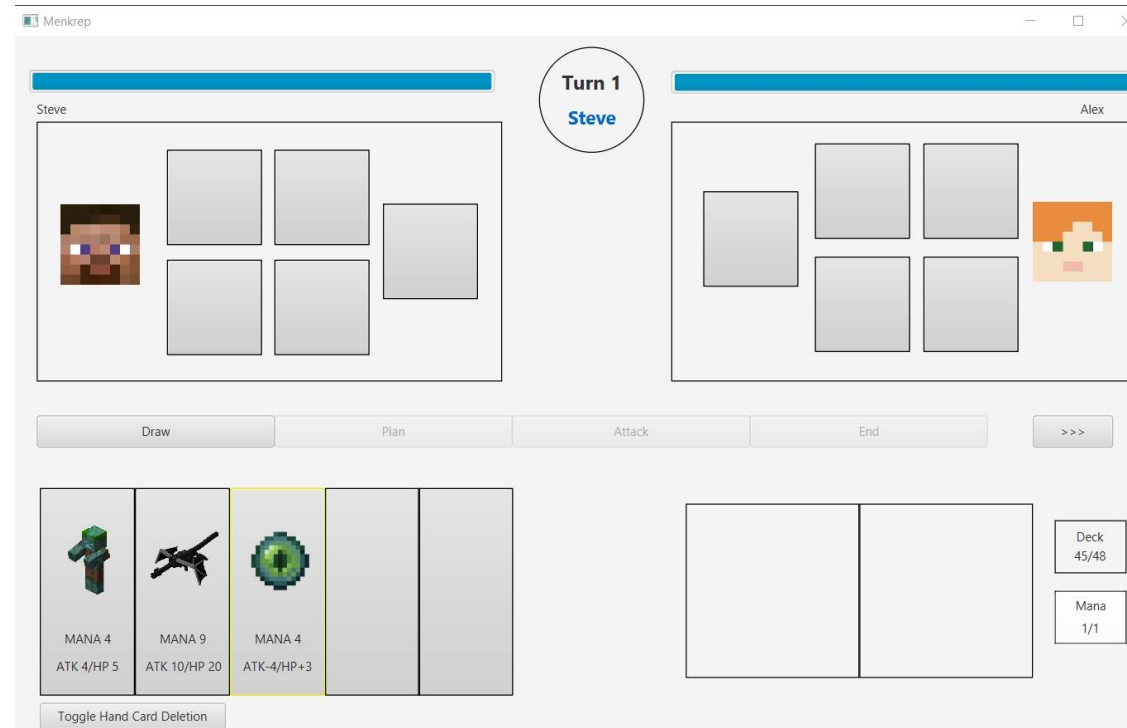 Menkrep
Turn 1
Steve
Steve
Alex
Draw
Plan
Attack
End
>>>
MANA 4
ATK 4/HP 5
MANA 9
ATK 10/HP 20
MANA 4
ATK-4/HP+3
Deck
45/48
Mana
1/1
Toggle Hand Card Deletion